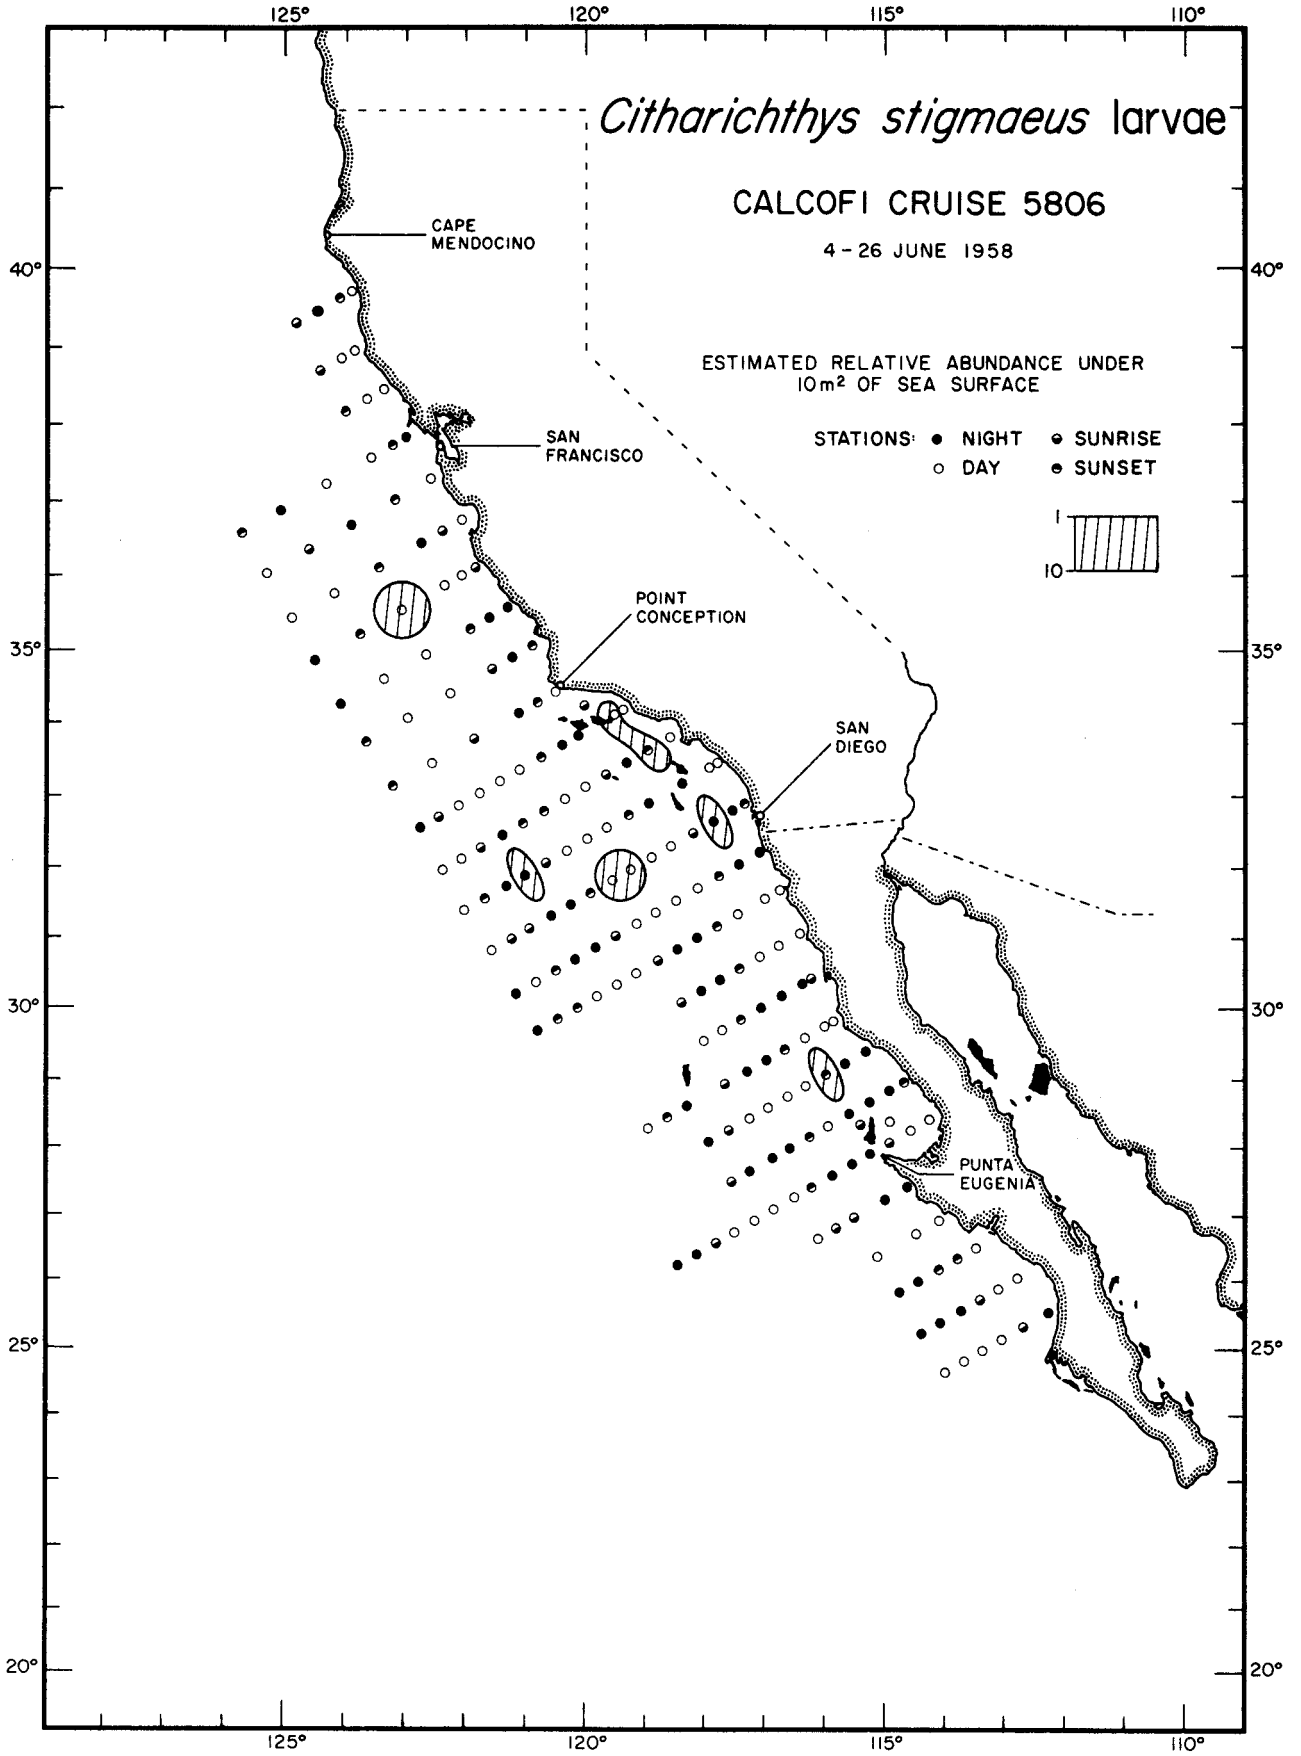 125°
120°
115°
110°
Citharichthys stigmaeus larvae
CALCOFI CRUISE 5806
4-26 JUNE 1958
CAPE
MENDOCINO
40°
40°
ESTIMATED RELATIVE ABUNDANCE UNDER
10m² OF SEA SURFACE
STATIONS: ● NIGHT SUNRISE
○ DAY SUNSET
SAN
FRANCISCO
1
10
POINT
CONCEPTION
35°
35°
SAN
DIEGO
30°
30°
PUNTA
EUGENIA
25°
25°
20°
20°
125°
120°
115°
110°